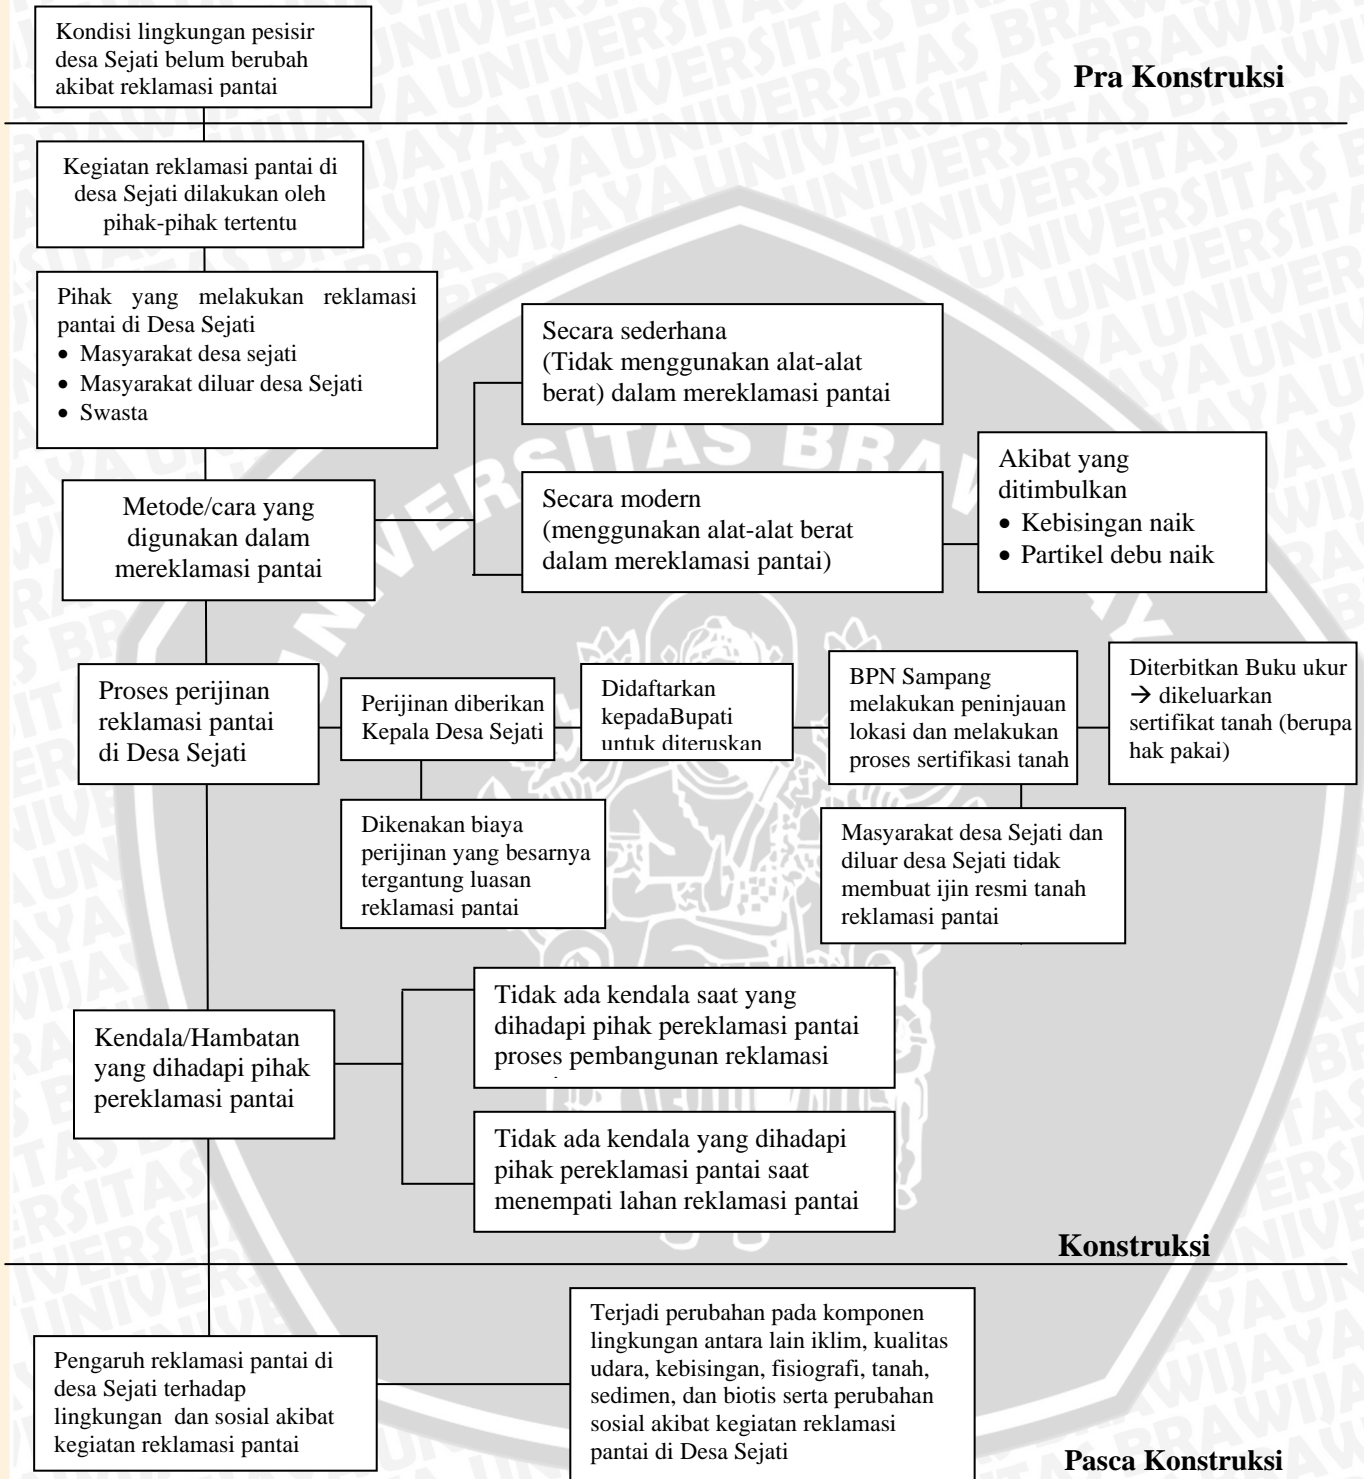 Kondisi lingkungan pesisir
desa Sejati belum berubah
akibat reklamasi pantai
Pra Konstruksi
Kegiatan reklamasi pantai di
desa Sejati dilakukan oleh
pihak-pihak tertentu
Pihak yang melakukan reklamasi
pantai di Desa Sejati
• Masyarakat desa sejati
• Masyarakat diluar desa Sejati
• Swasta
Secara sederhana
(Tidak menggunakan alat-alat
berat) dalam mereklamasi pantai
Metode/cara yang
digunakan dalam
mereklamasi pantai
Secara modern
(menggunakan alat-alat berat
dalam mereklamasi pantai)
Akibat yang
ditimbulkan
• Kebisingan naik
• Partikel debu naik
Proses perijinan
reklamasi pantai
di Desa Sejati
Perijinan diberikan
Kepala Desa Sejati
Didaftarkan
kepadaBupati
untuk diteruskan
BPN Sampang
melakukan peninjauan
lokasi dan melakukan
proses sertifikasi tanah
Diterbitkan Buku ukur
→ dikeluarkan
sertifikat tanah (berupa
hak pakai)
Dikenakan biaya
perijinan yang besarnya
tergantung luasan
reklamasi pantai
Masyarakat desa Sejati dan
diluar desa Sejati tidak
membuat ijin resmi tanah
reklamasi pantai
Kendala/Hambatan
yang dihadapi pihak
pereklamasi pantai
Tidak ada kendala saat yang
dihadapi pihak pereklamasi pantai
proses pembangunan reklamasi
Tidak ada kendala yang dihadapi
pihak pereklamasi pantai saat
menempati lahan reklamasi pantai
Konstruksi
Pengaruh reklamasi pantai di
desa Sejati terhadap
lingkungan dan sosial akibat
kegiatan reklamasi pantai
Terjadi perubahan pada komponen
lingkungan antara lain iklim, kualitas
udara, kebisingan, fisiografi, tanah,
sedimen, dan biotis serta perubahan
sosial akibat kegiatan reklamasi
pantai di Desa Sejati
Pasca Konstruksi